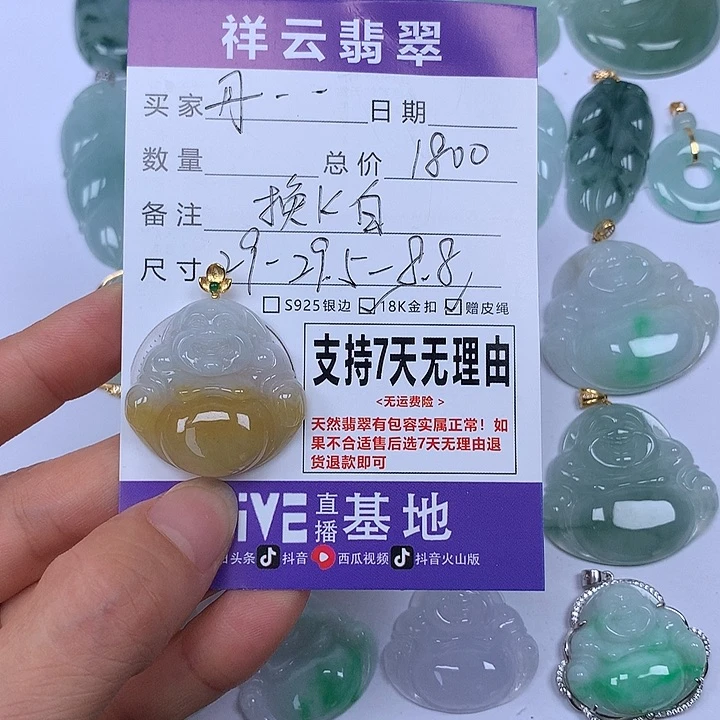 祥云翡翠
买家 丹-- 日期
数量 总价 1800
备注 换K白
尺寸 29-29.5-8.8
S925银边 18K金扣 赠皮绳
支持7天无理由
<无运费险>
天然翡翠有包容实属正常！如
果不合适售后选7天无理由退
货退款即可
LiVE 直播 基地
头条 抖音 西瓜视频 抖音火山版